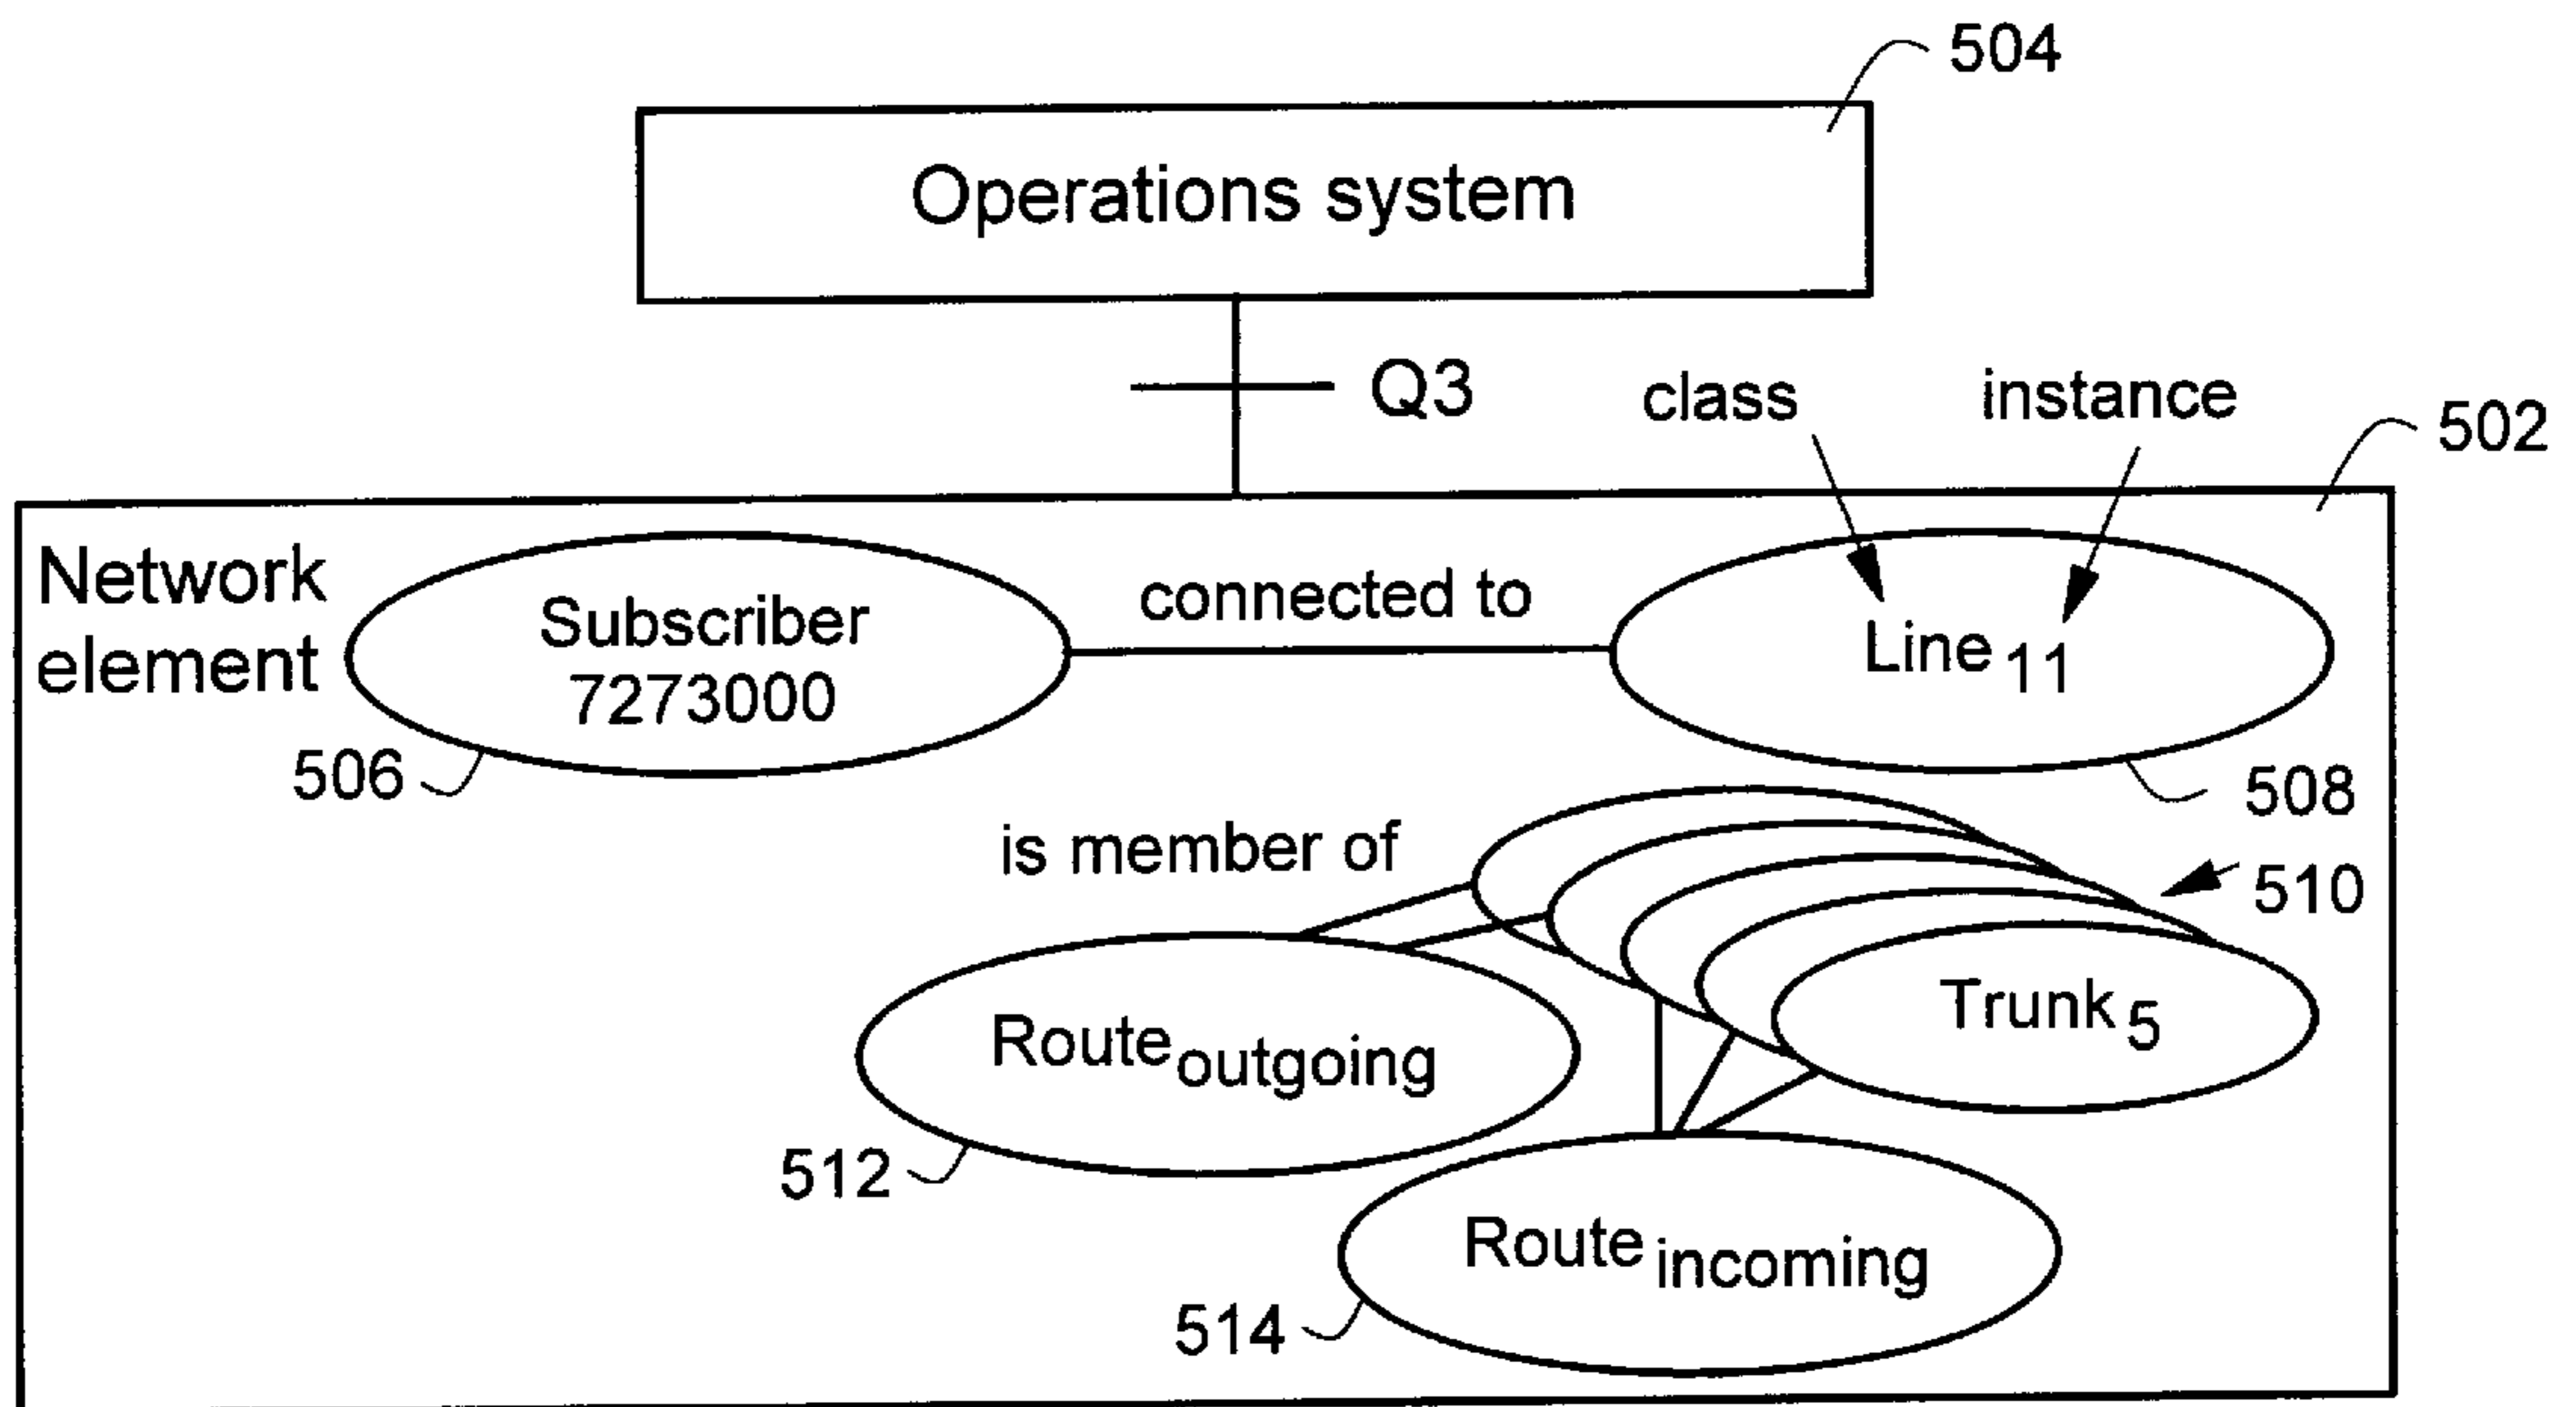 504
Operations system
Q3
class
instance
502
Network
element
Subscriber
7273000
connected to
Line 11
506
508
is member of
510
Trunk 5
Route outgoing
512
Route incoming
514